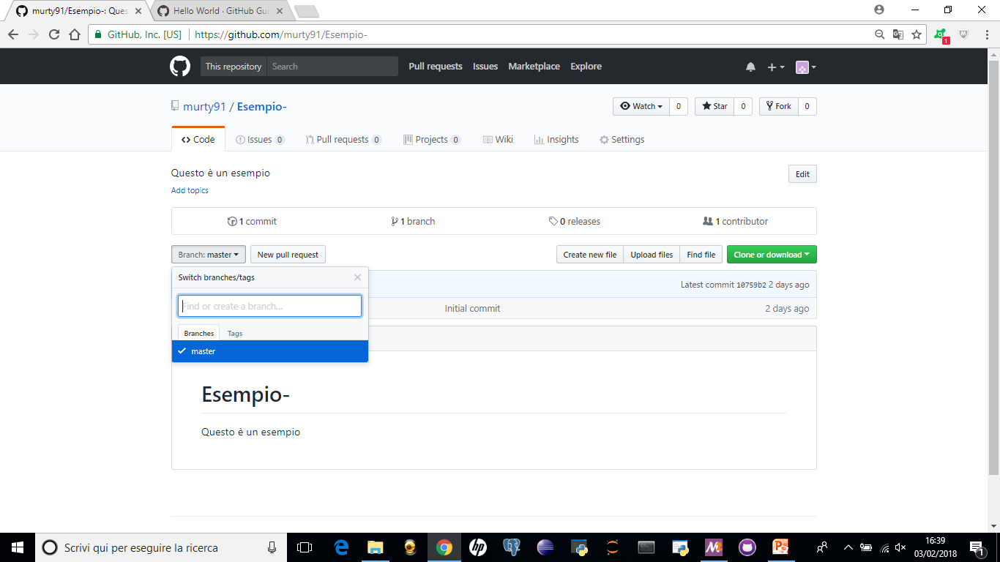 murty91/Esempio-: Ques
Hello World · GitHub Gui
GitHub, Inc. [US]
https://github.com/murty91/Esempio-
1
This repository
Search
Pull requests
Issues
Marketplace
Explore
murty91 / Esempio-
Watch
0
Star
0
Fork
0
Code
Issues 0
Pull requests 0
Projects 0
Wiki
Insights
Settings
Questo è un esempio
Edit
Add topics
1 commit
1 branch
0 releases
1 contributor
Branch: master
New pull request
Create new file
Upload files
Find file
Clone or download
Switch branches/tags
Latest commit 10759b2 2 days ago
Find or create a branch...
Initial commit
2 days ago
Branches
Tags
master
Esempio-
Questo è un esempio
Scrivi qui per eseguire la ricerca
16:39
03/02/2018
1